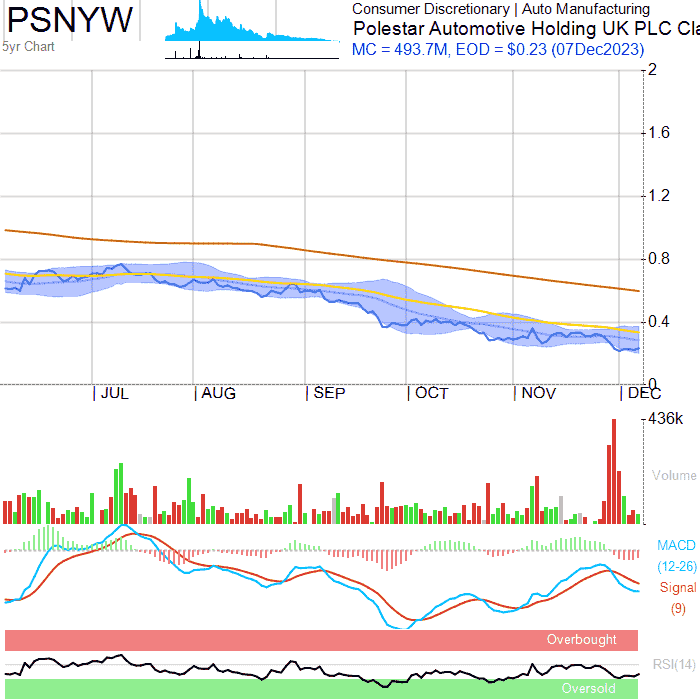 PSNYW
5yr Chart
Consumer Discretionary | Auto Manufacturing
Polestar Automotive Holding UK PLC Cla
MC = 493.7M, EOD = $0.23 (07Dec2023)
2
1.6
1.2
0.8
0.4
0
JUL AUG SEP OCT NOV DEC
436k
Volume
MACD
(12-26)
Signal
(9)
Overbought
RSI(14)
Oversold